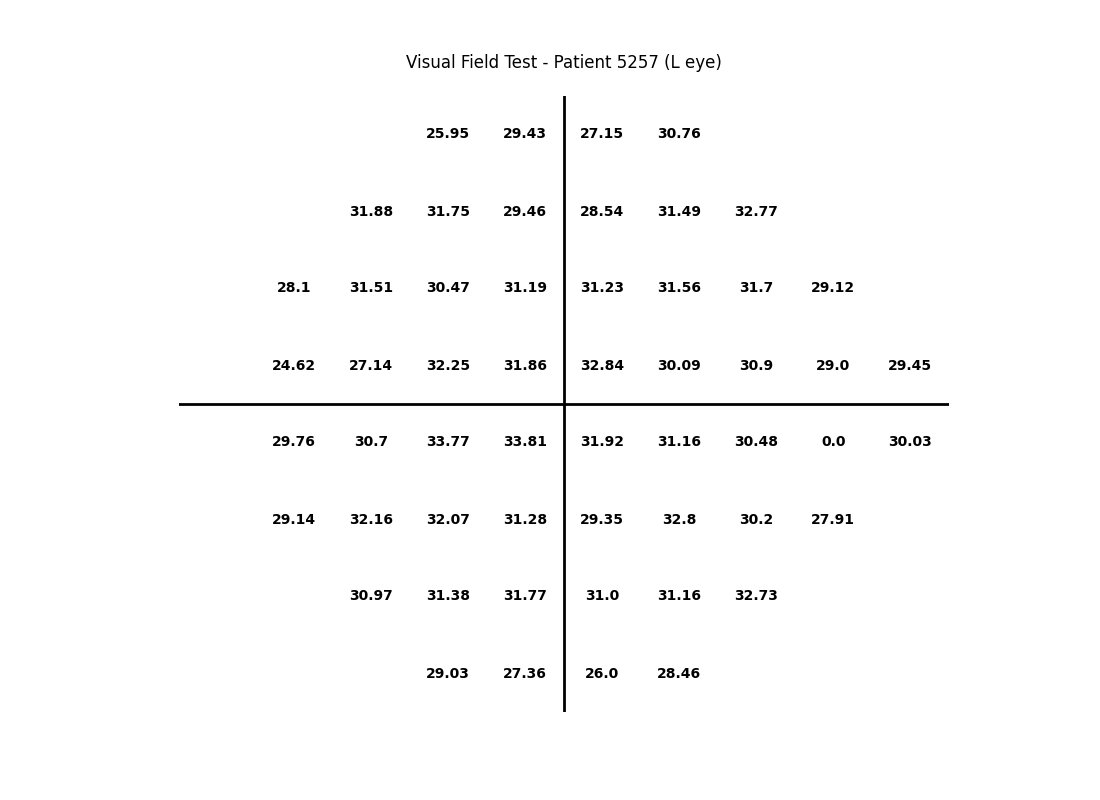 Visual Field Test - Patient 5257 (L eye)
25.95 29.43 27.15 30.76
31.88 31.75 29.46 28.54 31.49 32.77
28.1 31.51 30.47 31.19 31.23 31.56 31.7 29.12
24.62 27.14 32.25 31.86 32.84 30.09 30.9 29.0 29.45
29.76 30.7 33.77 33.81 31.92 31.16 30.48 0.0 30.03
29.14 32.16 32.07 31.28 29.35 32.8 30.2 27.91
30.97 31.38 31.77 31.0 31.16 32.73
29.03 27.36 26.0 28.46